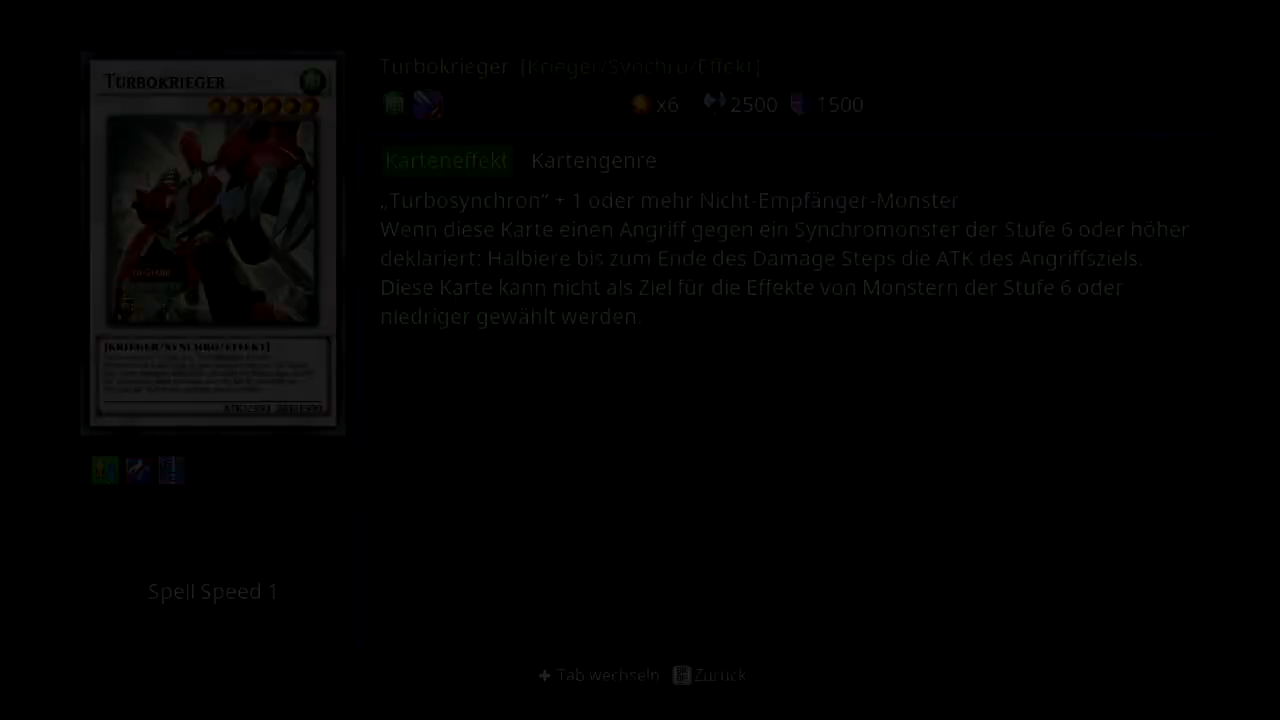 TURBOKRIEGER
Turbokrieger [Krieger/Synchro/Effekt]
x6 2500 1500
Karteneffekt Kartengenre
„Turbosynchron“ + 1 oder mehr Nicht-Empfänger-Monster
Wenn diese Karte einen Angriff gegen ein Synchromonster der Stufe 6 oder höher
deklariert: Halbiere bis zum Ende des Damage Steps die ATK des Angriffsziels.
Diese Karte kann nicht als Ziel für die Effekte von Monstern der Stufe 6 oder
niedriger gewählt werden.
[KRIEGER/SYNCHRO/EFFEKT]
Spell Speed 1
Tab wechseln Zurück